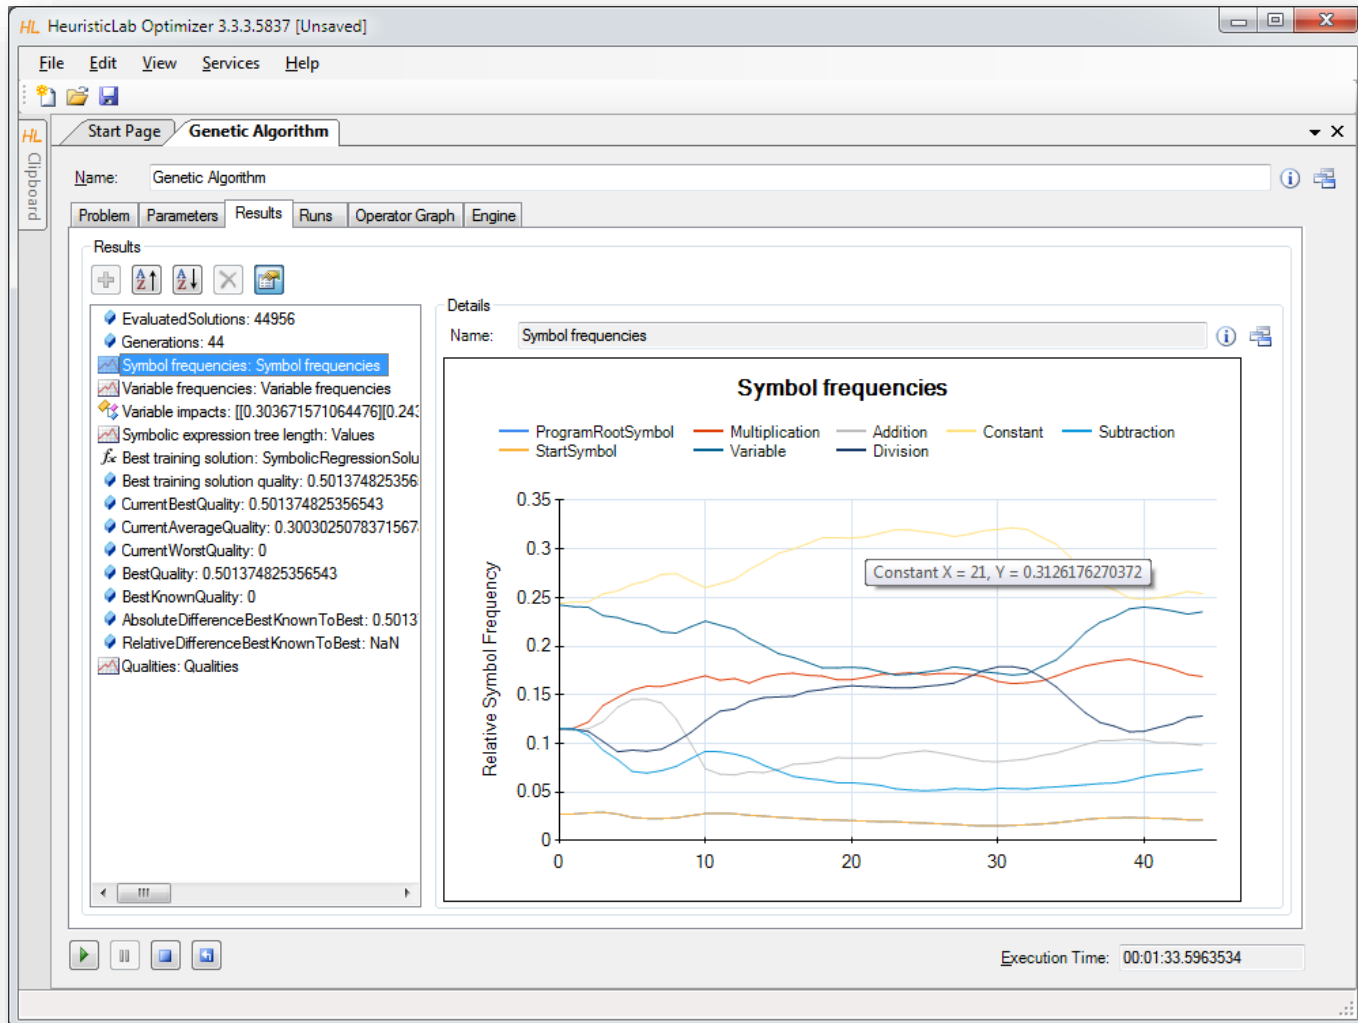 HL HeuristicLab Optimizer 3.3.3.5837 [Unsaved]
File Edit View Services Help
HL Clipboard
Start Page Genetic Algorithm
Name: Genetic Algorithm
Problem Parameters Results Runs Operator Graph Engine
Results
EvaluatedSolutions: 44956
Generations: 44
Symbol frequencies: Symbol frequencies
Variable frequencies: Variable frequencies
Variable impacts: [[0.303671571064476][0.243
Symbolic expression tree length: Values
Best training solution: SymbolicRegressionSolu
Best training solution quality: 0.501374825356
CurrentBestQuality: 0.501374825356543
CurrentAverageQuality: 0.3003025078371567
CurrentWorstQuality: 0
BestQuality: 0.501374825356543
BestKnownQuality: 0
AbsoluteDifferenceBestKnownToBest: 0.5013
RelativeDifferenceBestKnownToBest: NaN
Qualities: Qualities
Details
Name: Symbol frequencies
Symbol frequencies
ProgramRootSymbol Multiplication Addition Constant Subtraction
StartSymbol Variable Division
Relative Symbol Frequency
0.35
0.3
0.25
0.2
0.15
0.1
0.05
0
Constant X = 21, Y = 0.3126176270372
0 10 20 30 40
Execution Time: 00:01:33.5963534